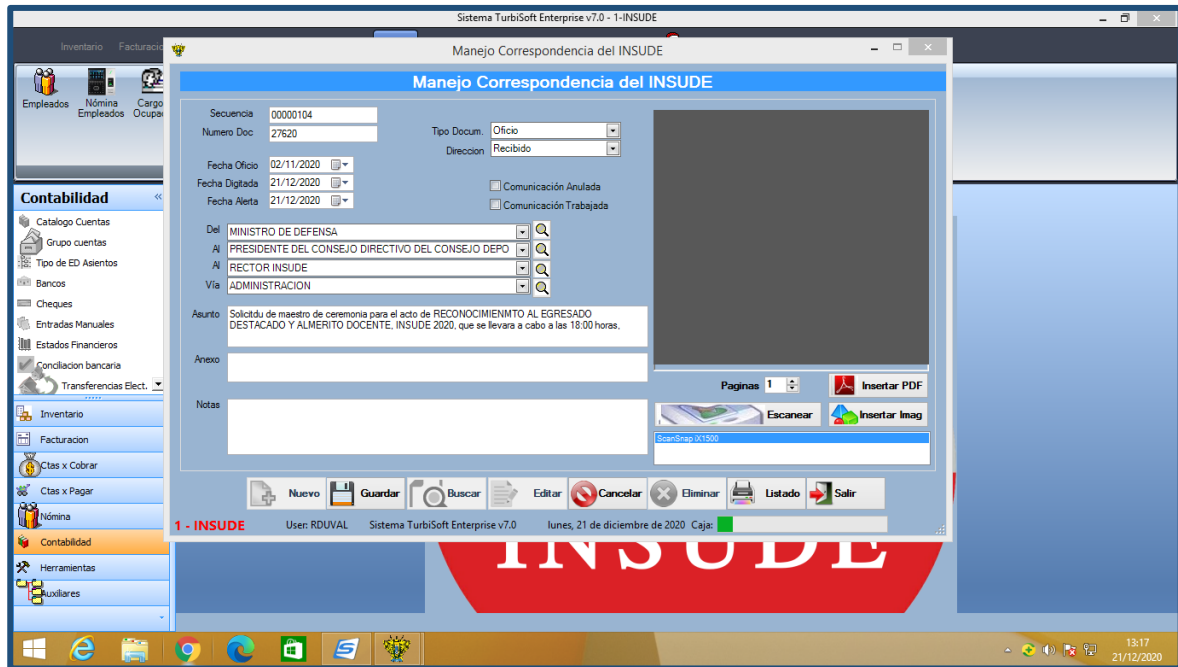 Sistema TurbiSoft Enterprise v7.0 - 1-INSUDE
Inventario Facturacio
Manejo Correspondencia del INSUDE
Manejo Correspondencia del INSUDE
Empleados
Nómina Empleados
Cargo Ocupac
Contabilidad
Catalogo Cuentas
Grupo cuentas
Tipo de ED Asientos
Bancos
Cheques
Entradas Manuales
Estados Financieros
Conciliacion bancaria
Transferencias Elect.
Inventario
Facturacion
Ctas x Cobrar
Ctas x Pagar
Nómina
Contabilidad
Herramientas
Auxiliares
Secuencia 00000104
Numero Doc 27620
Tipo Docum. Oficio
Direccion Recibido
Fecha Oficio 02/11/2020
Fecha Digitada 21/12/2020
Fecha Alerta 21/12/2020
Comunicación Anulada
Comunicación Trabajada
Del MINISTRO DE DEFENSA
Al PRESIDENTE DEL CONSEJO DIRECTIVO DEL CONSEJO DEPO
Al RECTOR INSUDE
Vía ADMINISTRACION
Asunto Solicitdu de maestro de ceremonia para el acto de RECONOCIMIENMTO AL EGRESADO
DESTACADO Y ALMERITO DOCENTE, INSUDE 2020, que se llevara a cabo a las 18:00 horas,
Anexo
Notas
Paginas 1 Insertar PDF
Escanear Insertar Imag
ScanSnap iX1500
Nuevo Guardar Buscar Editar Cancelar Eliminar Listado Salir
1 - INSUDE User: RDUVAL Sistema TurbiSoft Enterprise v7.0 lunes, 21 de diciembre de 2020 Caja:
INSUDE
13:17
21/12/2020